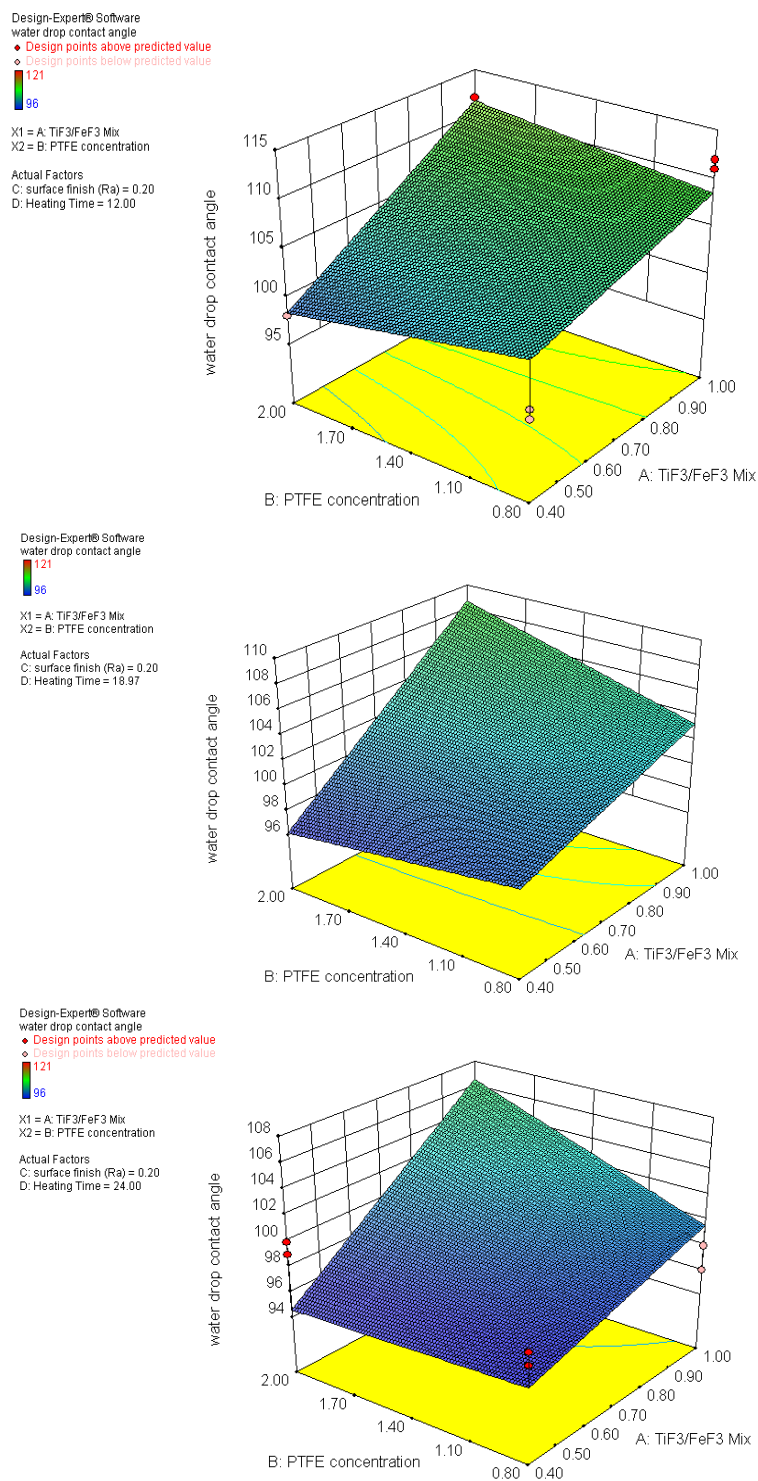 Design-Expert® Software
water drop contact angle
Design points above predicted value
Design points below predicted value
121
96
X1 = A: TiF3/FeF3 Mix
X2 = B: PTFE concentration
Actual Factors
C: surface finish (Ra) = 0.20
D: Heating Time = 12.00
115
110
105
100
95
water drop contact angle
2.00
1.70
1.40
1.10
0.80
B: PTFE concentration
0.40
0.50
0.60
0.70
0.80
0.90
1.00
A: TiF3/FeF3 Mix
Design-Expert® Software
water drop contact angle
121
96
X1 = A: TiF3/FeF3 Mix
X2 = B: PTFE concentration
Actual Factors
C: surface finish (Ra) = 0.20
D: Heating Time = 18.97
110
108
106
104
102
100
98
96
water drop contact angle
2.00
1.70
1.40
1.10
0.80
B: PTFE concentration
0.40
0.50
0.60
0.70
0.80
0.90
1.00
A: TiF3/FeF3 Mix
Design-Expert® Software
water drop contact angle
Design points above predicted value
Design points below predicted value
121
96
X1 = A: TiF3/FeF3 Mix
X2 = B: PTFE concentration
Actual Factors
C: surface finish (Ra) = 0.20
D: Heating Time = 24.00
108
106
104
102
100
98
96
94
water drop contact angle
2.00
1.70
1.40
1.10
0.80
B: PTFE concentration
0.40
0.50
0.60
0.70
0.80
0.90
1.00
A: TiF3/FeF3 Mix